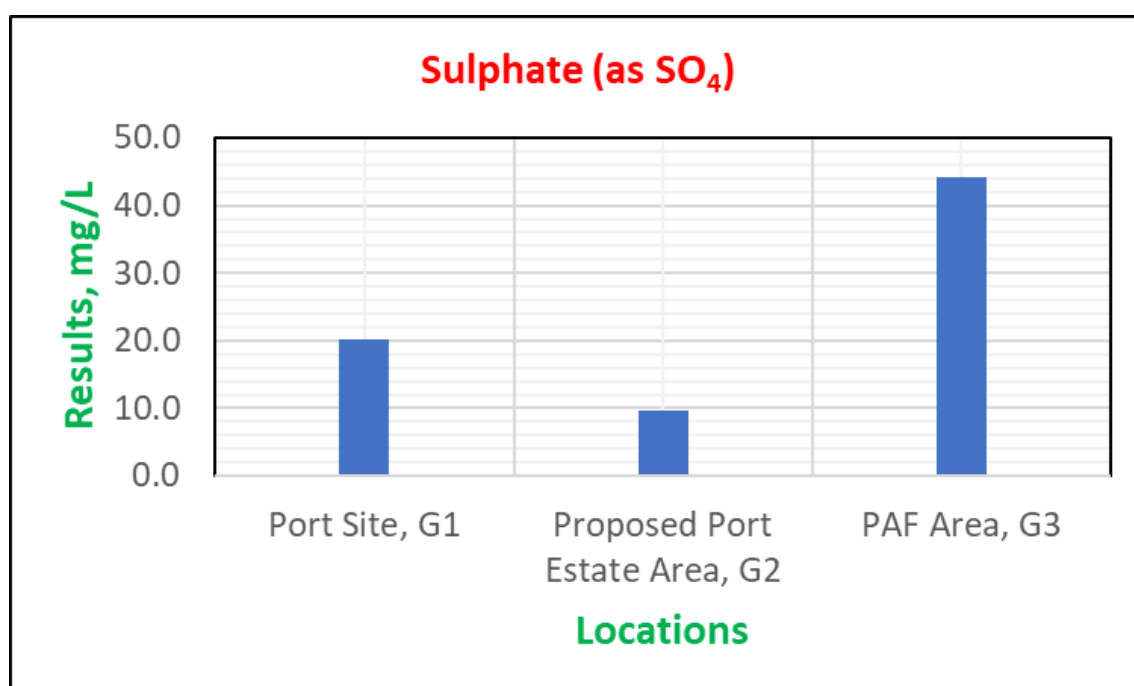 Sulphate (as SO₄)
Results, mg/L
50.0
40.0
30.0
20.0
10.0
0.0
Port Site, G1
Proposed Port
Estate Area, G2
PAF Area, G3
Locations